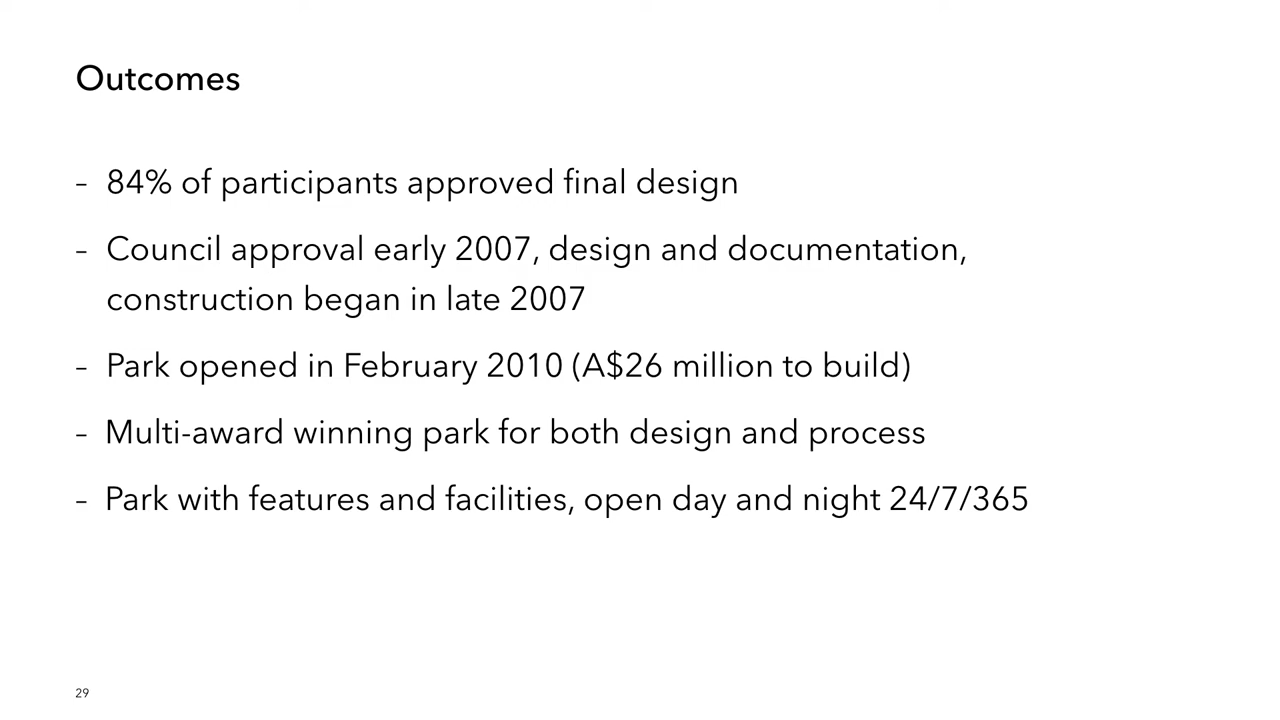 Outcomes
– 84% of participants approved final design
– Council approval early 2007, design and documentation,
construction began in late 2007
– Park opened in February 2010 (A$26 million to build)
– Multi-award winning park for both design and process
– Park with features and facilities, open day and night 24/7/365
29